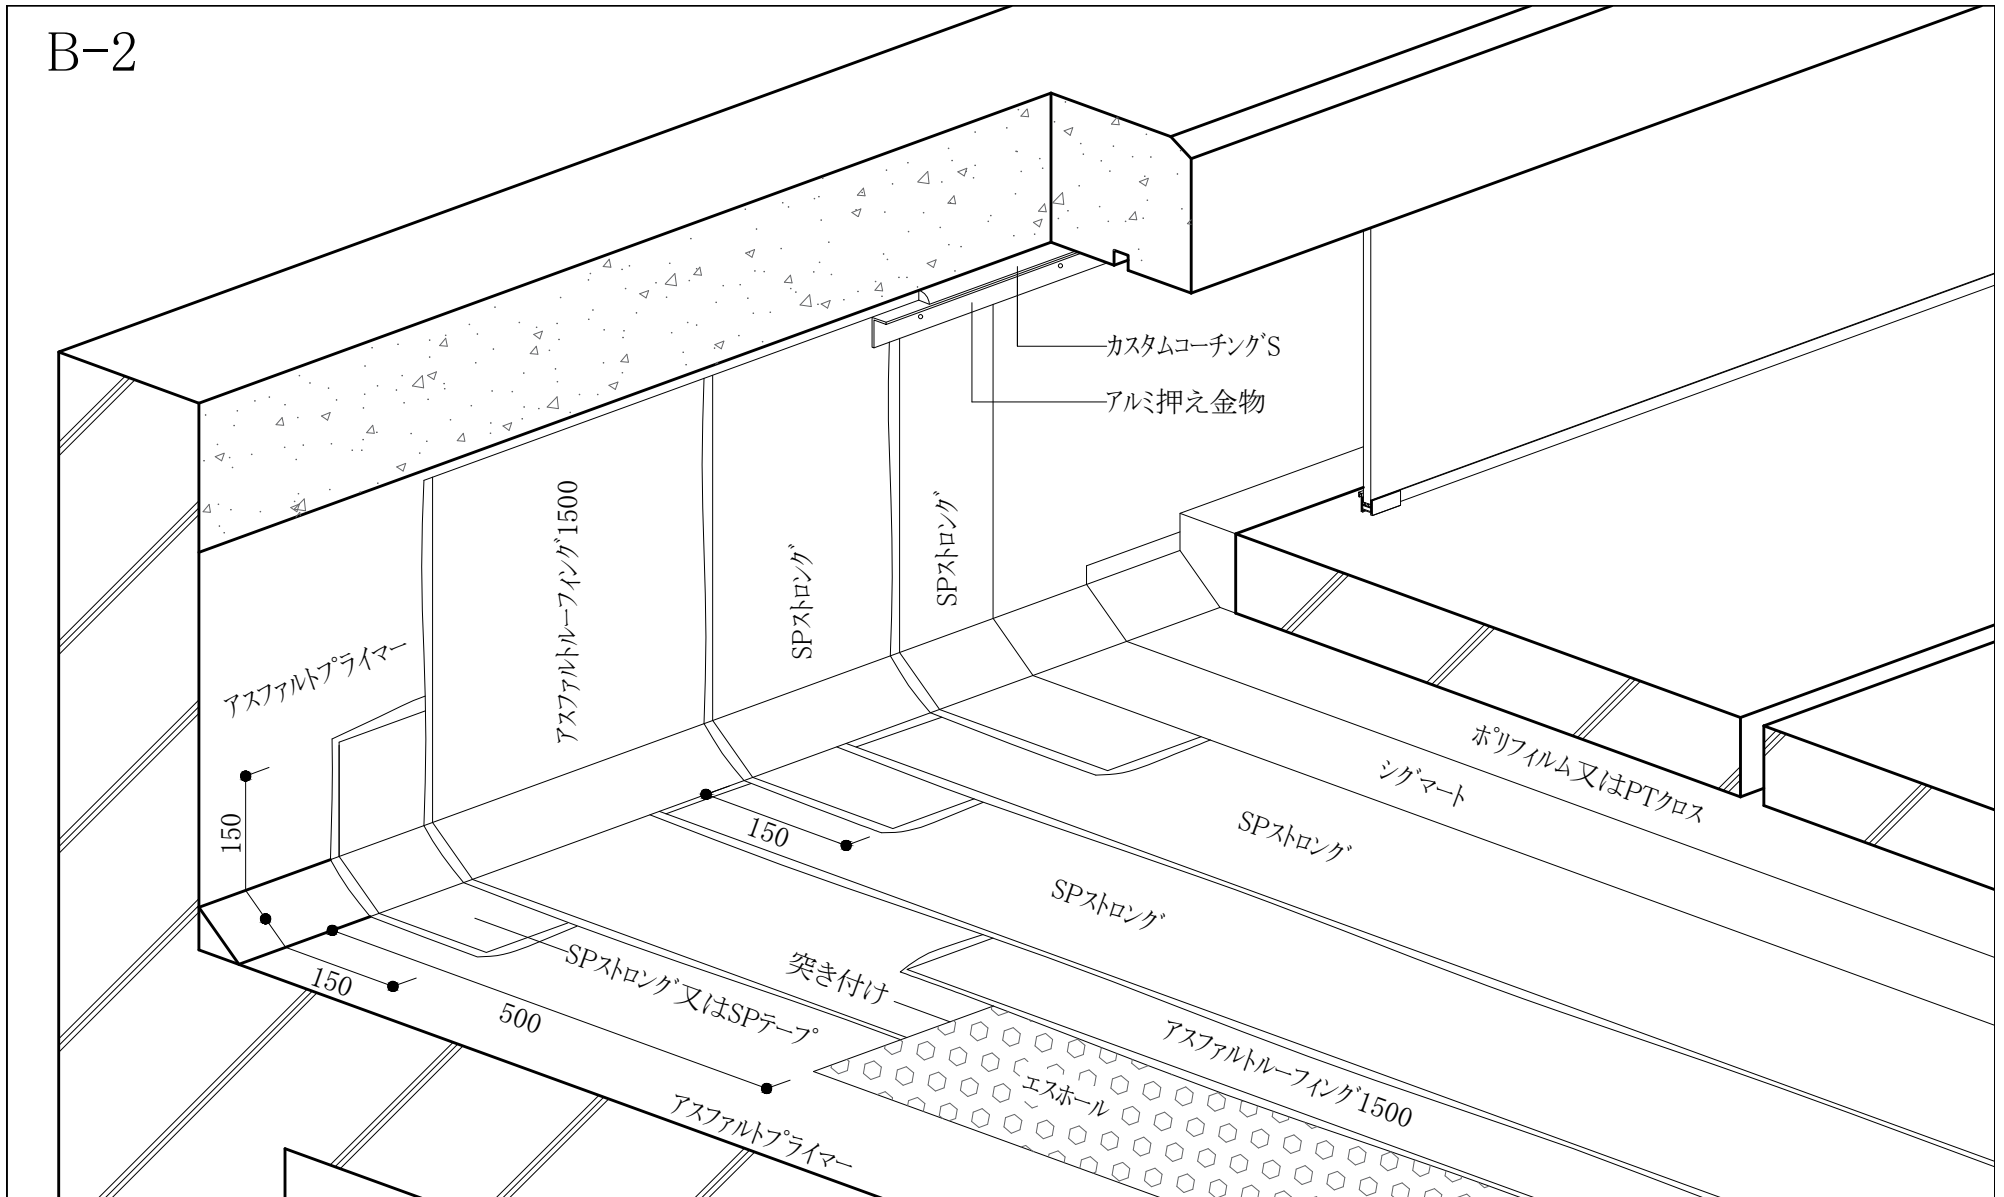 B-2
カスタムコーチングS
アルミ押え金物
アスファルトルーフィング1500
SPストロング
SPストロング
アスファルトプライマー
150
150
ポリフィルム又はPTクロス
シグマート
SPストロング
SPストロング
突き付け
SPストロング又はSPテープ
150
500
アスファルトルーフィング1500
エスホール
アスファルトプライマー